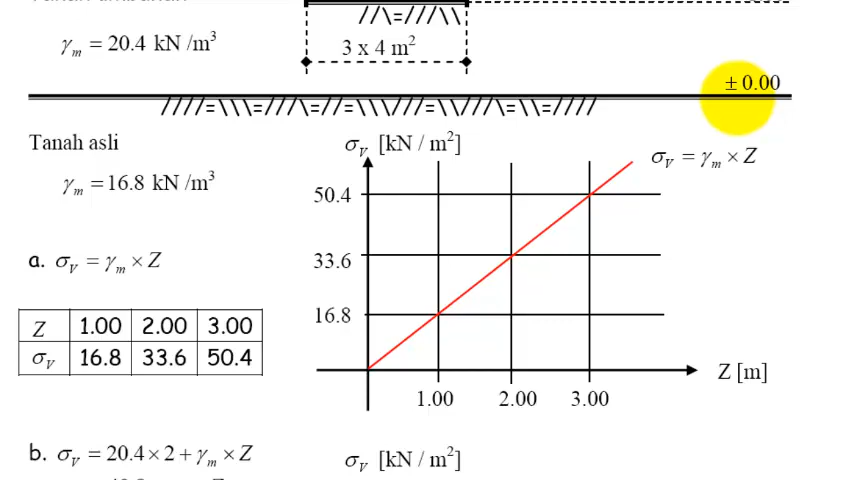 γm = 20.4 kN /m³
3 x 4 m²
± 0.00
Tanah asli
γm = 16.8 kN /m³
σV [kN / m²]
σV = γm × Z
50.4
33.6
16.8
1.00 2.00 3.00
Z [m]
a. σV = γm × Z
Z 1.00 2.00 3.00
σV 16.8 33.6 50.4
b. σV = 20.4 × 2 + γm × Z
σV [kN / m²]